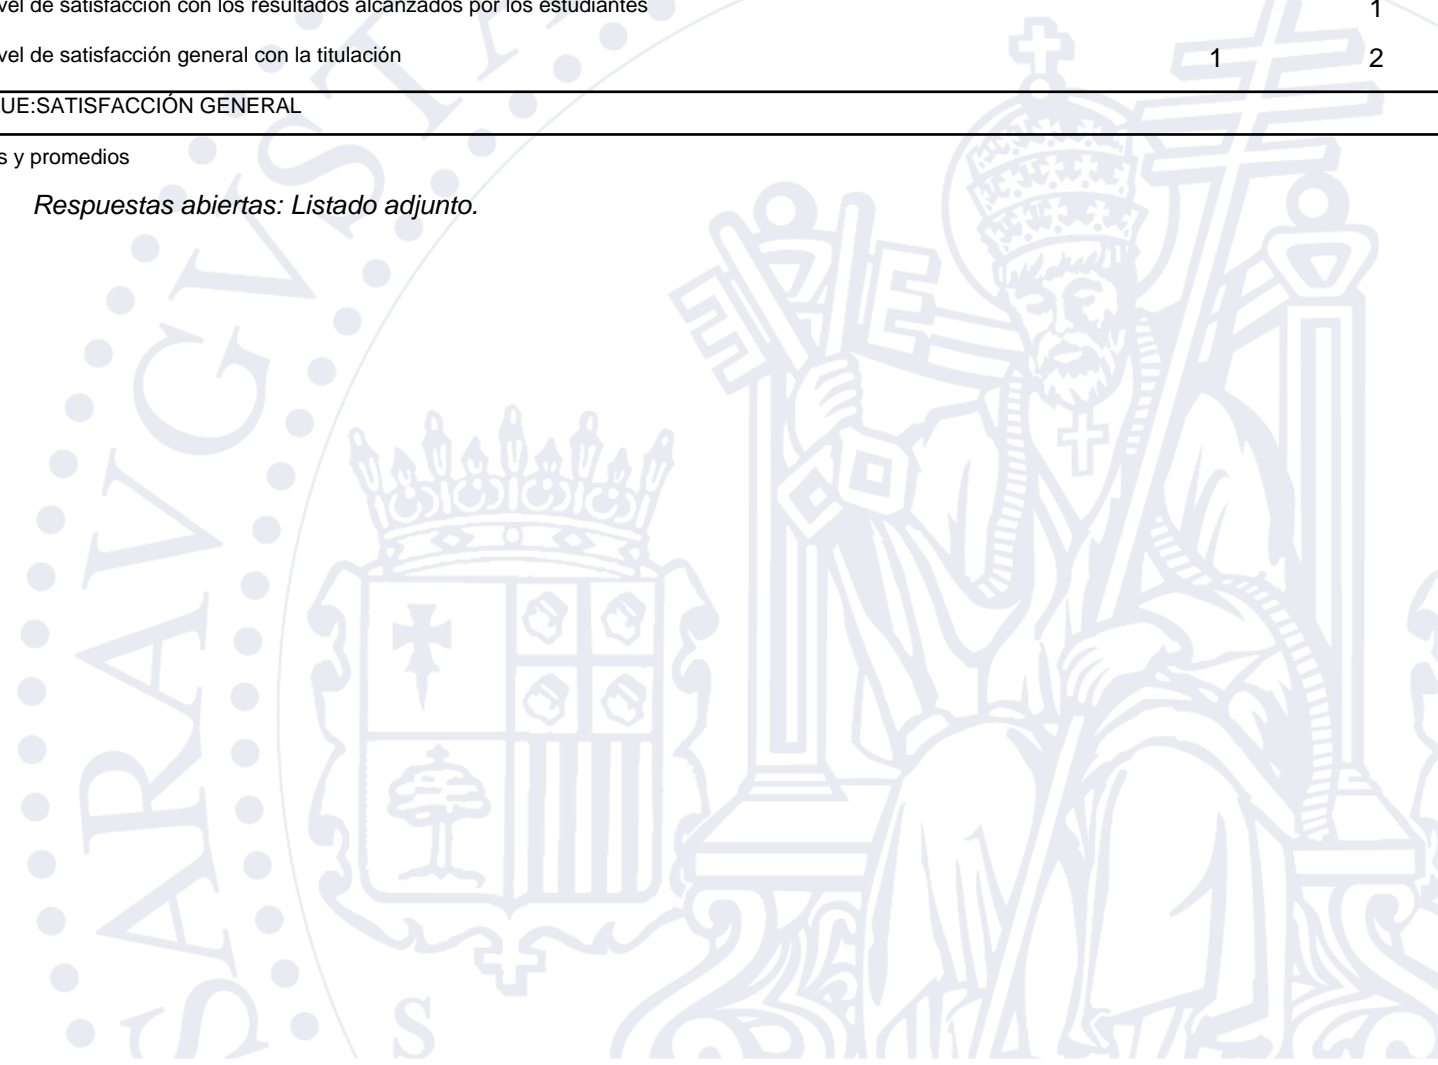 vel de satisfacción con los resultados alcanzados por los estudiantes 1
vel de satisfacción general con la titulación 1 2
UE:SATISFACCIÓN GENERAL
s y promedios
Respuestas abiertas: Listado adjunto.
SARAVGVSTA
S